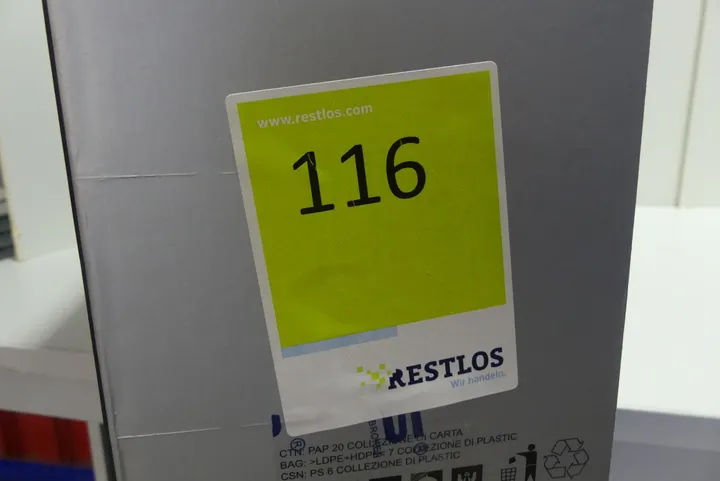 www.restlos.com
116
RESTLOS
Wir handeln.
CTN: PAP 20 COLLEZIONE DI CARTA
BAG: >LDPE+HDPE< 7 COLLEZIONE DI PLASTIC
CSN: PS 6 COLLEZIONE DI PLASTIC